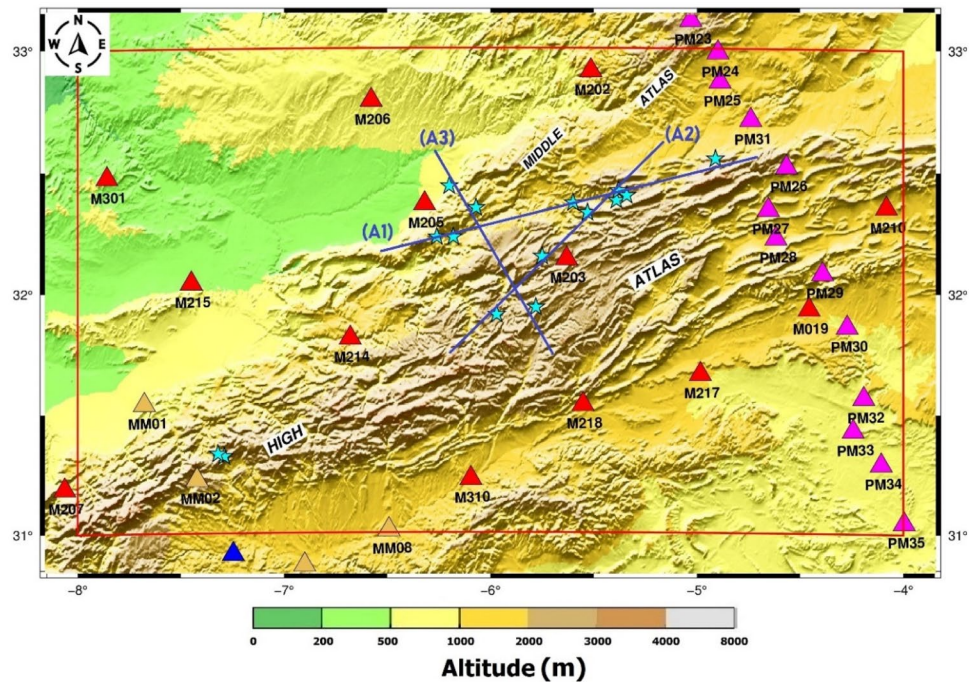 N
W E
S
33° 33°
PM23
PM24
PM25
PM31
M202
M206
ATLAS
MIDDLE
(A3)
(A2)
M301
PM26
M205
PM27
M210
(A1)
PM28
M203
ATLAS
32° 32°
M215
PM29
M019
PM30
M214
M217
PM32
MM01
M218
PM33
HIGH
PM34
M207
MM02
M310
PM35
MM08
31° 31°
−8° −7° −6° −5° −4°
0 200 500 1000 2000 3000 4000 8000
Altitude (m)